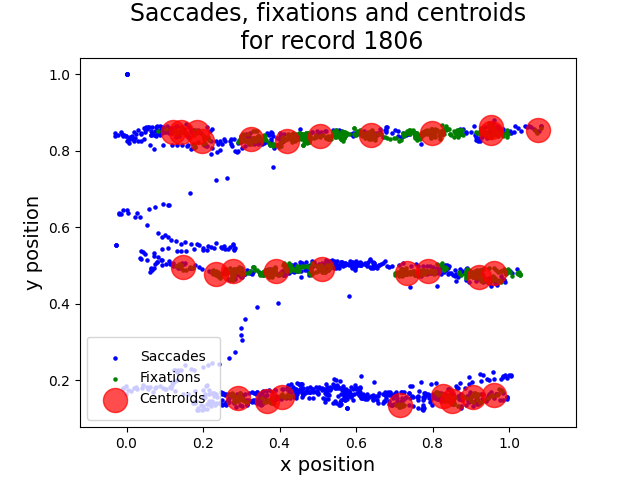 Saccades, fixations and centroids
for record 1806
1.0
0.8
0.6
0.4
0.2
y position
Saccades
Fixations
Centroids
0.0 0.2 0.4 0.6 0.8 1.0
x position